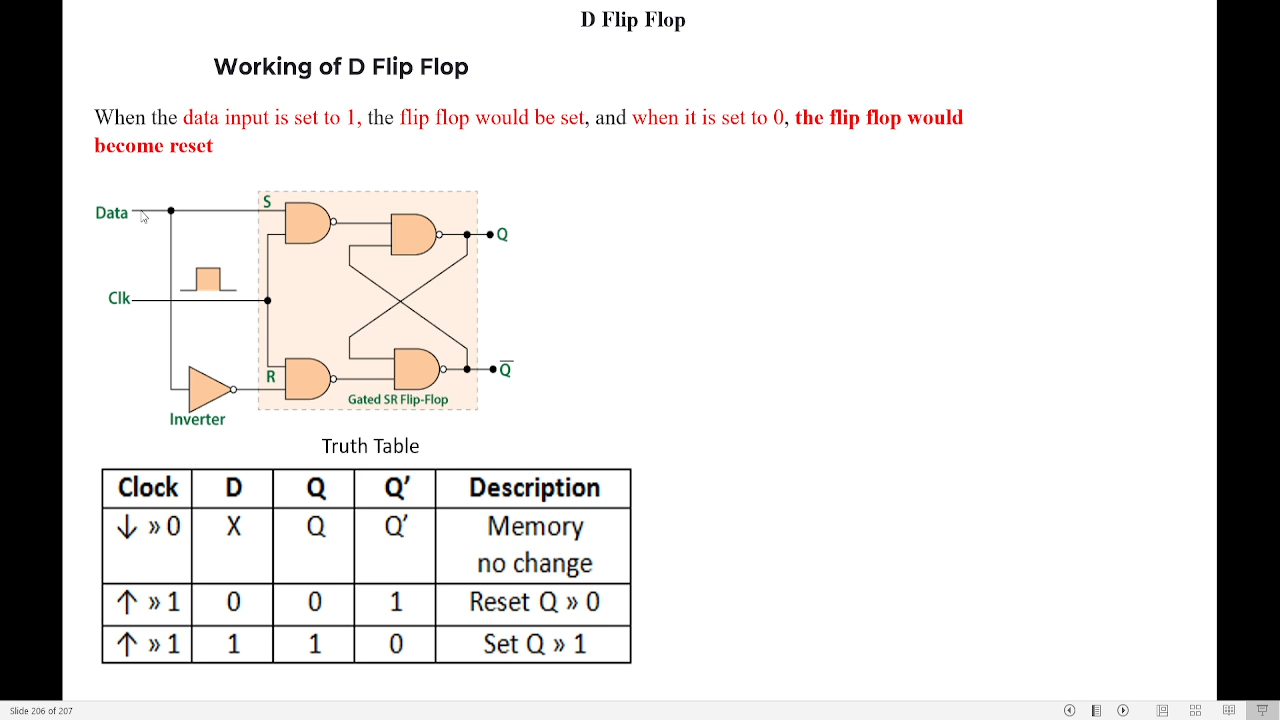 D Flip Flop
Working of D Flip Flop
When the data input is set to 1, the flip flop would be set, and when it is set to 0, the flip flop would
become reset
Data
S
Q
Clk
R
Q̅
Gated SR Flip-Flop
Inverter
Truth Table
Clock D Q Q’ Description
↓ » 0 X Q Q’ Memory
no change
↑ » 1 0 0 1 Reset Q » 0
↑ » 1 1 1 0 Set Q » 1
Slide 206 of 207